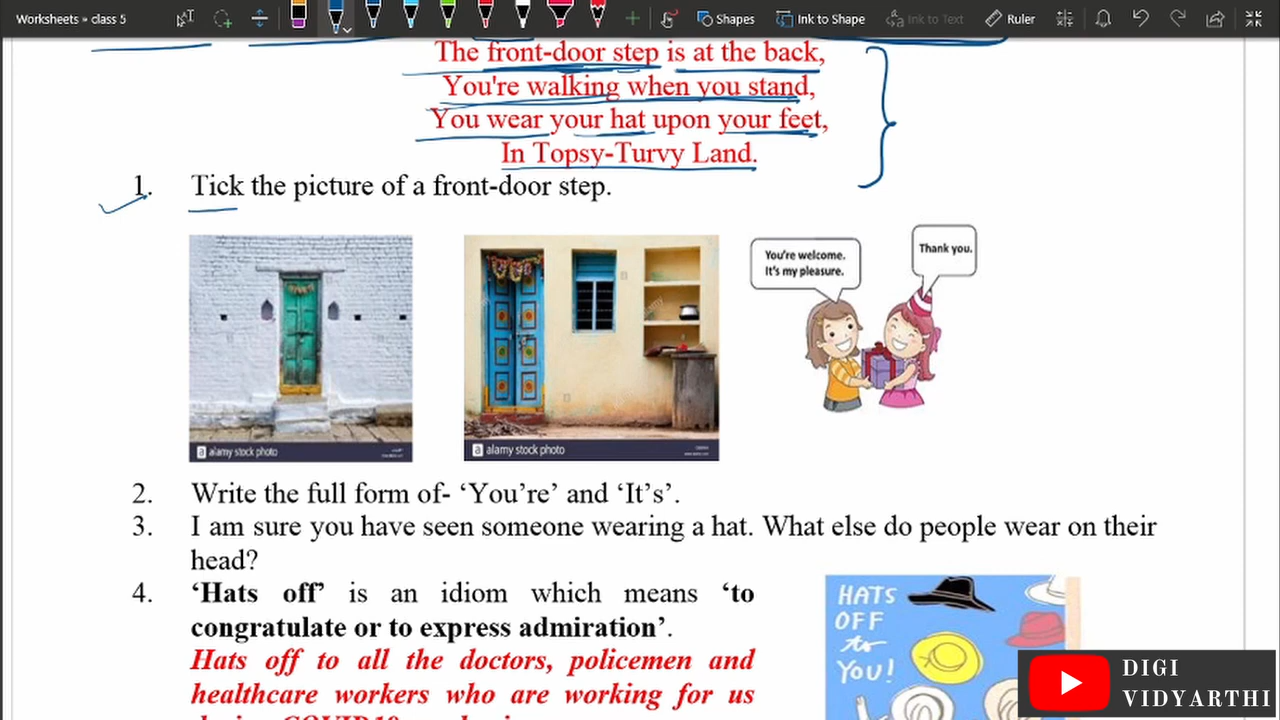 Worksheets » class 5
Shapes
Ink to Shape
Ink to Text
Ruler
The front-door step is at the back,
You're walking when you stand,
You wear your hat upon your feet,
In Topsy-Turvy Land.
1. Tick the picture of a front-door step.
You're welcome.
It's my pleasure.
Thank you.
a alamy stock photo
a alamy stock photo
2. Write the full form of- ‘You’re’ and ‘It’s’.
3. I am sure you have seen someone wearing a hat. What else do people wear on their
head?
4. ‘Hats off’ is an idiom which means ‘to
congratulate or to express admiration’.
Hats off to all the doctors, policemen and
healthcare workers who are working for us
HATS
OFF
to
YOU!
DIGI
VIDYARTHI